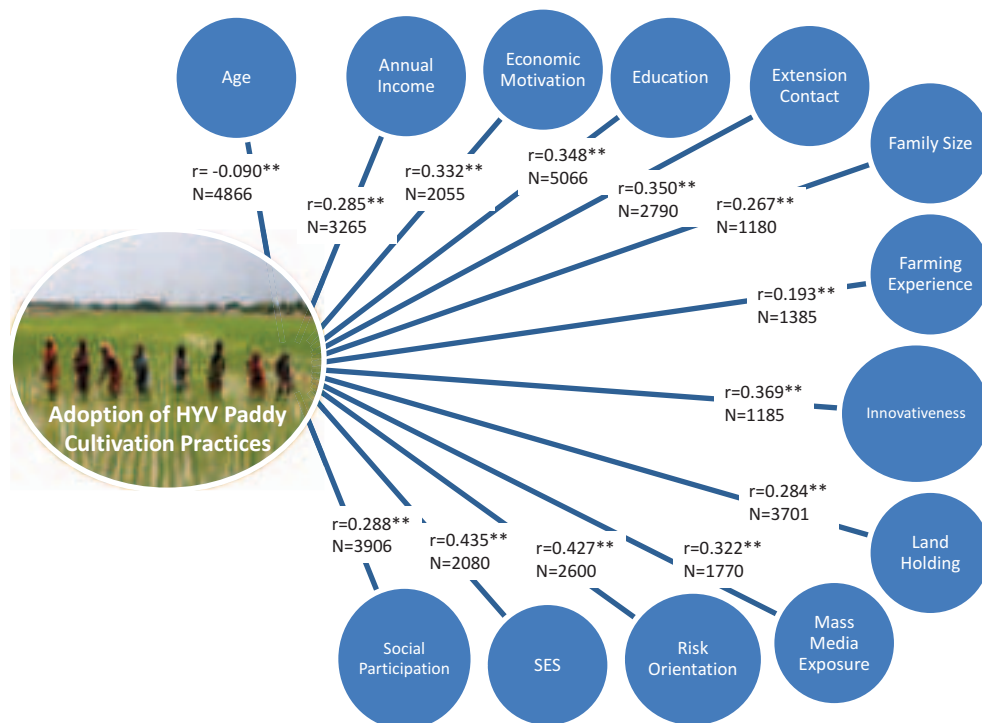 Age
Annual
Income
Economic
Motivation
Education
Extension
Contact
Family Size
Farming
Experience
Innovativeness
Land
Holding
Mass
Media
Exposure
Risk
Orientation
SES
Social
Participation
r= -0.090**
N=4866
r=0.285**
N=3265
r=0.332**
N=2055
r=0.348**
N=5066
r=0.350**
N=2790
r=0.267**
N=1180
r=0.193**
N=1385
r=0.369**
N=1185
r=0.284**
N=3701
r=0.322**
N=1770
r=0.427**
N=2600
r=0.435**
N=2080
r=0.288**
N=3906
Adoption of HYV Paddy
Cultivation Practices